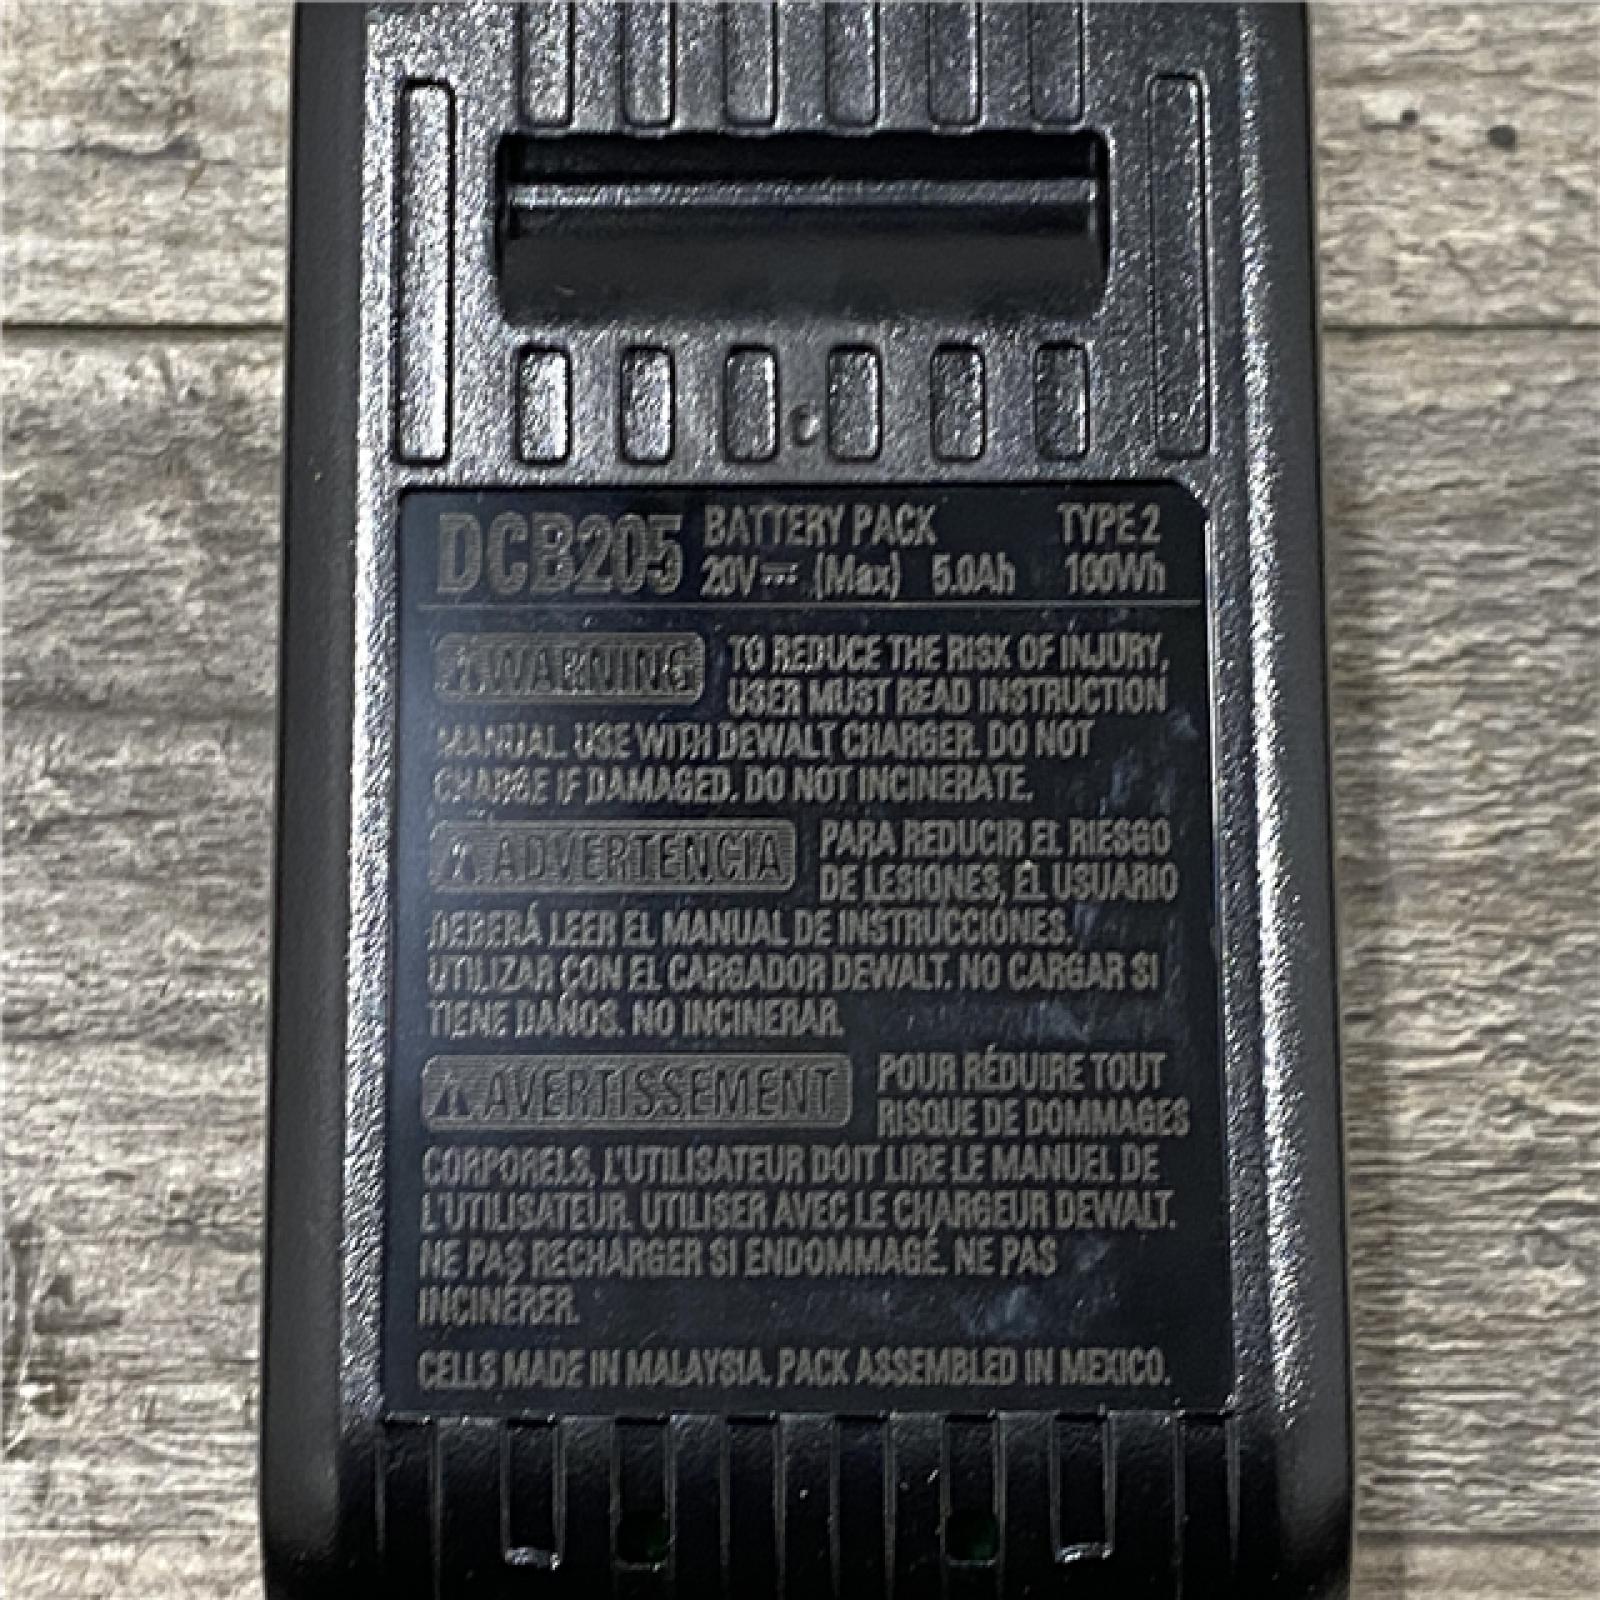 DCB205 BATTERY PACK TYPE 2
20V⎓ (Max) 5.0Ah 100Wh
⚠WARNING TO REDUCE THE RISK OF INJURY,
USER MUST READ INSTRUCTION
MANUAL. USE WITH DEWALT CHARGER. DO NOT
CHARGE IF DAMAGED. DO NOT INCINERATE.
⚠ADVERTENCIA PARA REDUCIR EL RIESGO
DE LESIONES, EL USUARIO
DEBERÁ LEER EL MANUAL DE INSTRUCCIONES.
UTILIZAR CON EL CARGADOR DEWALT. NO CARGAR SI
TIENE DAÑOS. NO INCINERAR.
⚠AVERTISSEMENT POUR RÉDUIRE TOUT
RISQUE DE DOMMAGES
CORPORELS, L'UTILISATEUR DOIT LIRE LE MANUEL DE
L'UTILISATEUR. UTILISER AVEC LE CHARGEUR DEWALT.
NE PAS RECHARGER SI ENDOMMAGÉ. NE PAS
INCINÉRER.
CELLS MADE IN MALAYSIA. PACK ASSEMBLED IN MEXICO.